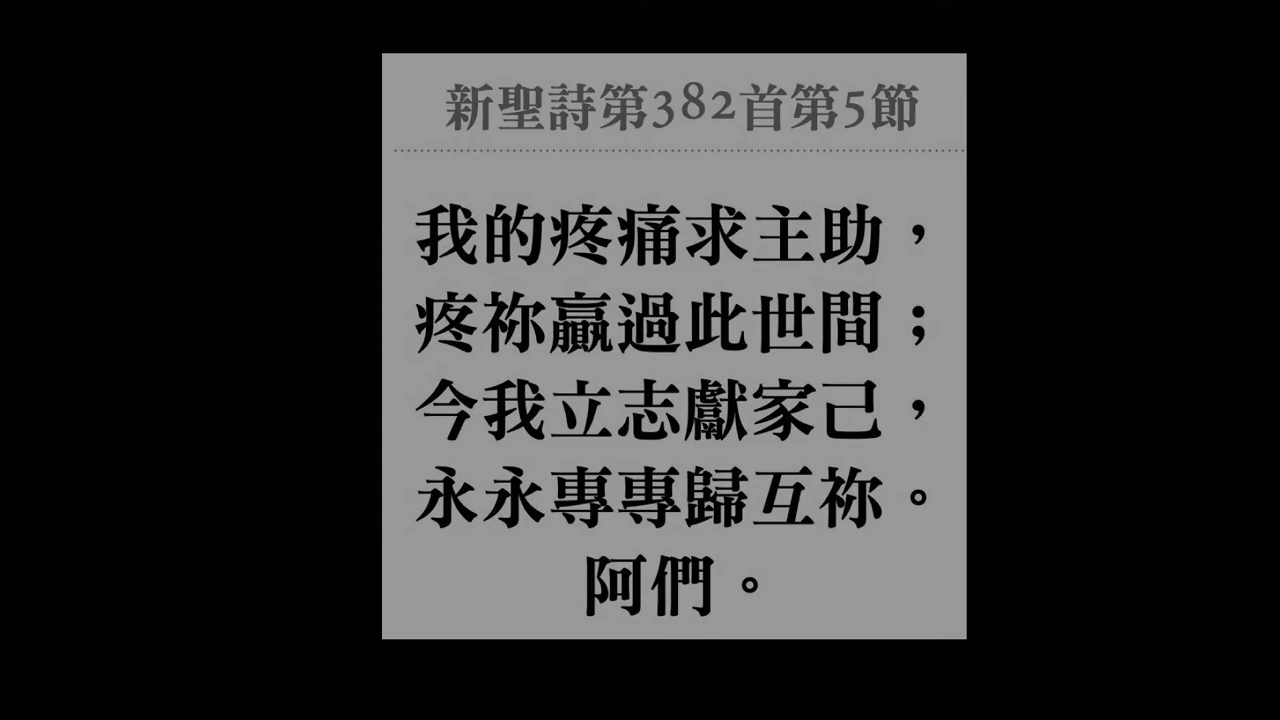 新聖詩第382首第5節
我的疼痛求主助，
疼祢贏過此世間；
今我立志獻家己，
永永專專歸互祢。
阿們。